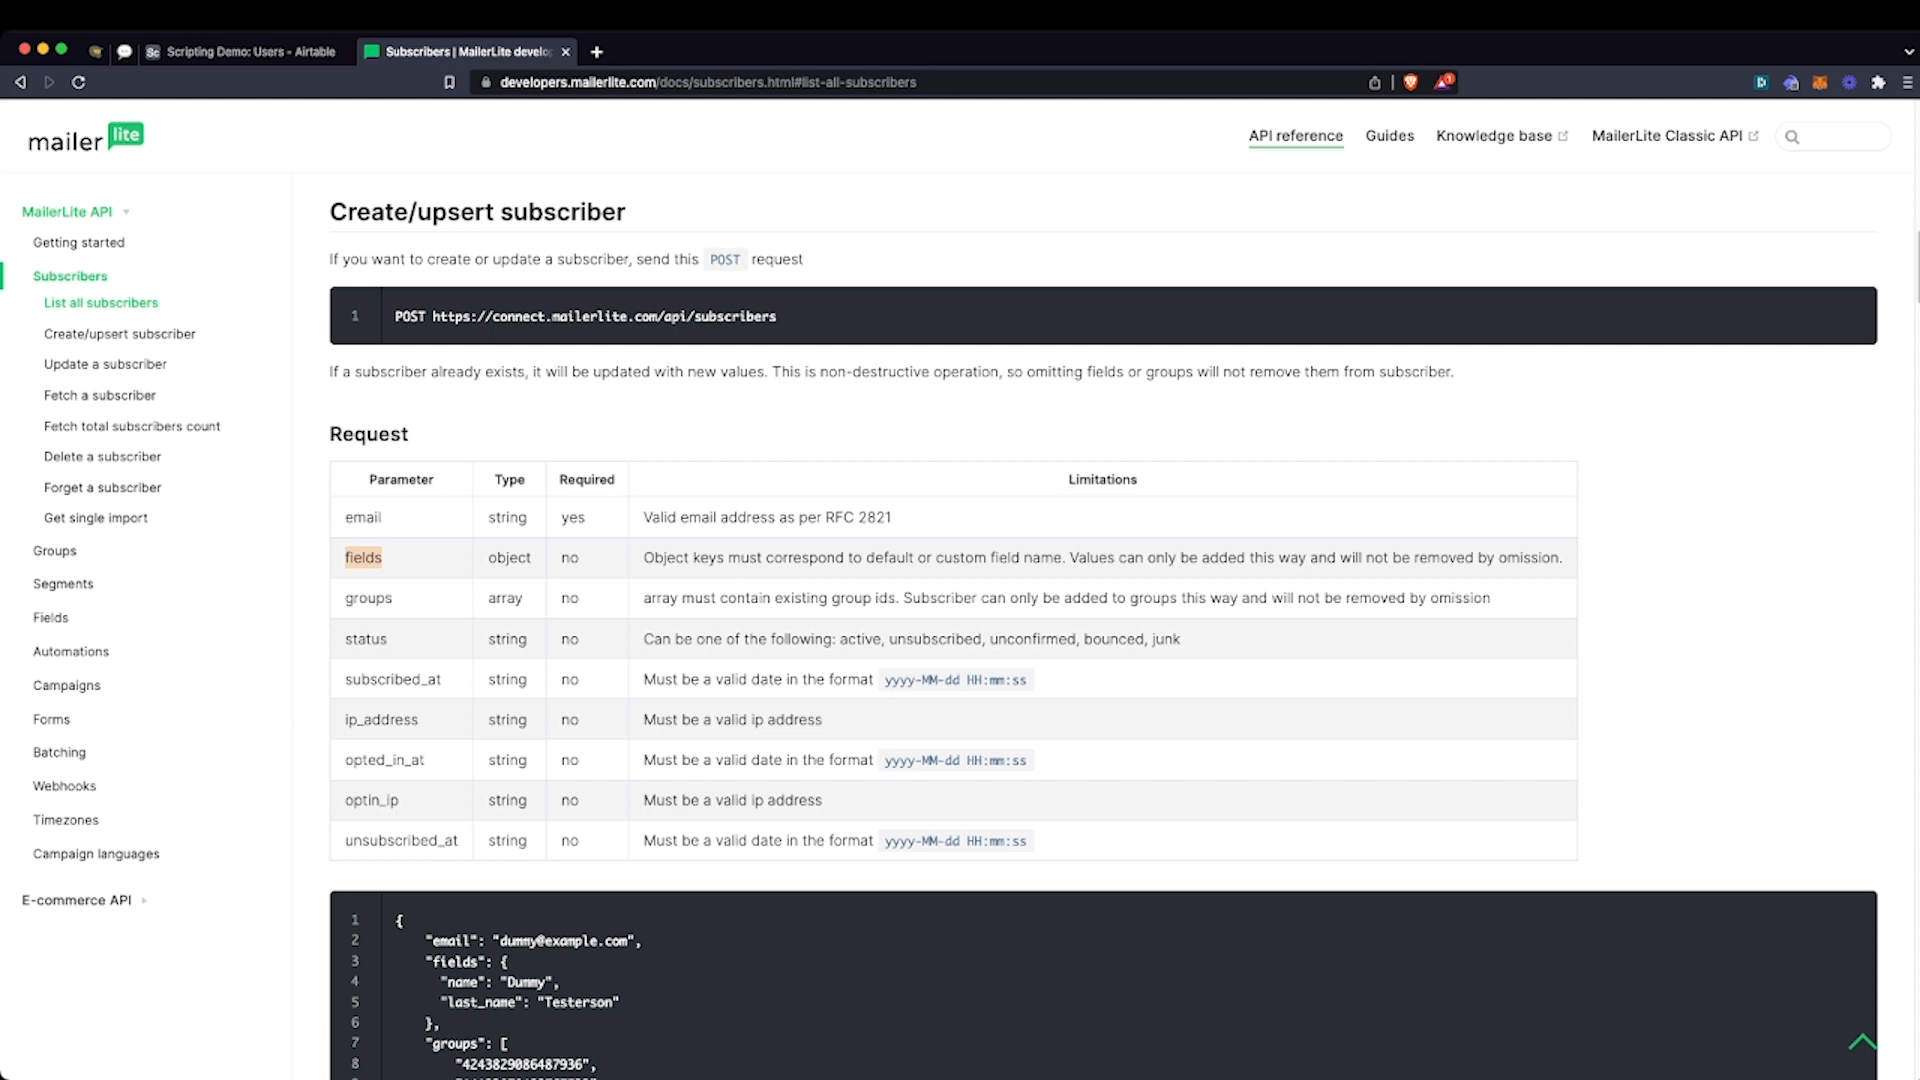 Sc Scripting Demo: Users - Airtable
Subscribers | MailerLite develo
developers.mailerlite.com/docs/subscribers.html#list-all-subscribers
mailer lite
API reference
Guides
Knowledge base
MailerLite Classic API
MailerLite API
Getting started
Subscribers
List all subscribers
Create/upsert subscriber
Update a subscriber
Fetch a subscriber
Fetch total subscribers count
Delete a subscriber
Forget a subscriber
Get single import
Groups
Segments
Fields
Automations
Campaigns
Forms
Batching
Webhooks
Timezones
Campaign languages
E-commerce API
Create/upsert subscriber
If you want to create or update a subscriber, send this POST request
1 POST https://connect.mailerlite.com/api/subscribers
If a subscriber already exists, it will be updated with new values. This is non-destructive operation, so omitting fields or groups will not remove them from subscriber.
Request
Parameter Type Required Limitations
email string yes Valid email address as per RFC 2821
fields object no Object keys must correspond to default or custom field name. Values can only be added this way and will not be removed by omission.
groups array no array must contain existing group ids. Subscriber can only be added to groups this way and will not be removed by omission
status string no Can be one of the following: active, unsubscribed, unconfirmed, bounced, junk
subscribed_at string no Must be a valid date in the format yyyy-MM-dd HH:mm:ss
ip_address string no Must be a valid ip address
opted_in_at string no Must be a valid date in the format yyyy-MM-dd HH:mm:ss
optin_ip string no Must be a valid ip address
unsubscribed_at string no Must be a valid date in the format yyyy-MM-dd HH:mm:ss
1 {
2 "email": "dummy@example.com",
3 "fields": {
4 "name": "Dummy",
5 "last_name": "Testerson"
6 },
7 "groups": [
8 "4243829086487936",